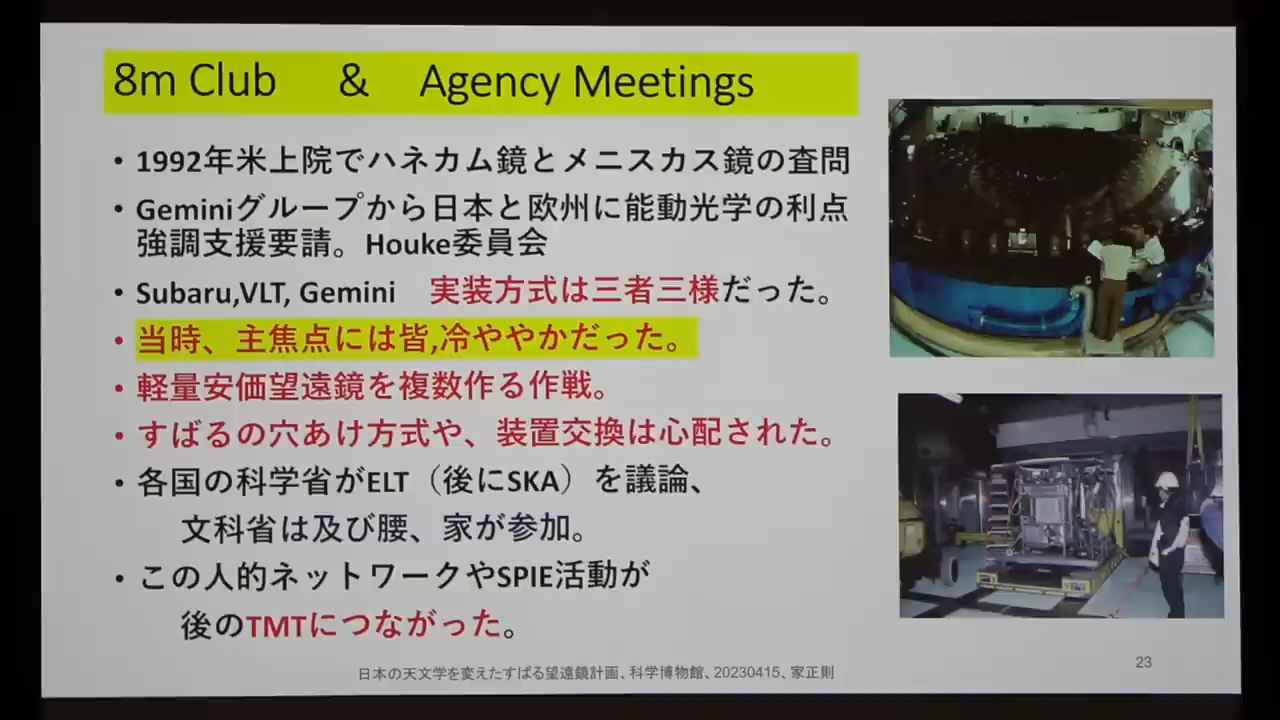 8m Club & Agency Meetings
• 1992年米上院でハネカム鏡とメニスカス鏡の査問
• Geminiグループから日本と欧州に能動光学の利点
強調支援要請。Houke委員会
• Subaru,VLT, Gemini 実装方式は三者三様だった。
• 当時、主焦点には皆,冷ややかだった。
• 軽量安価望遠鏡を複数作る作戦。
• すばるの穴あけ方式や、装置交換は心配された。
• 各国の科学省がELT（後にSKA）を議論、
文科省は及び腰、家が参加。
• この人的ネットワークやSPIE活動が
後のTMTにつながった。
日本の天文学を変えたすばる望遠鏡計画、科学博物館、20230415、家正則
23